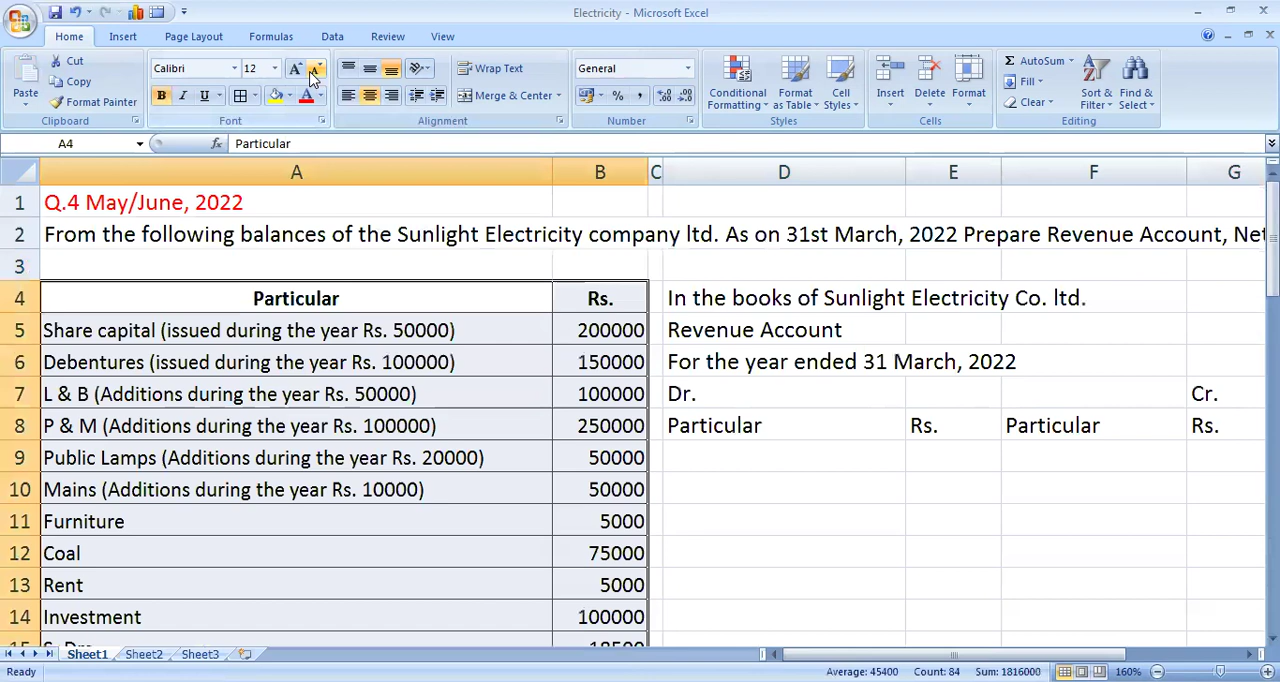 Electricity - Microsoft Excel
Home Insert Page Layout Formulas Data Review View
Paste Cut Copy Format Painter Clipboard
Calibri 12 A A B I U A Font
Wrap Text Merge & Center Alignment
General % , Number
Conditional Formatting Format as Table Cell Styles Styles
Insert Delete Format Cells
Σ AutoSum Fill Clear Sort & Filter Find & Select Editing
A4 fx Particular
A B C D E F G
1 Q.4 May/June, 2022
2 From the following balances of the Sunlight Electricity company ltd. As on 31st March, 2022 Prepare Revenue Account, Net
3
4 Particular Rs. In the books of Sunlight Electricity Co. ltd.
5 Share capital (issued during the year Rs. 50000) 200000 Revenue Account
6 Debentures (issued during the year Rs. 100000) 150000 For the year ended 31 March, 2022
7 L & B (Additions during the year Rs. 50000) 100000 Dr. Cr.
8 P & M (Additions during the year Rs. 100000) 250000 Particular Rs. Particular Rs.
9 Public Lamps (Additions during the year Rs. 20000) 50000
10 Mains (Additions during the year Rs. 10000) 50000
11 Furniture 5000
12 Coal 75000
13 Rent 5000
14 Investment 100000
Sheet1 Sheet2 Sheet3
Ready Average: 45400 Count: 84 Sum: 1816000 160%